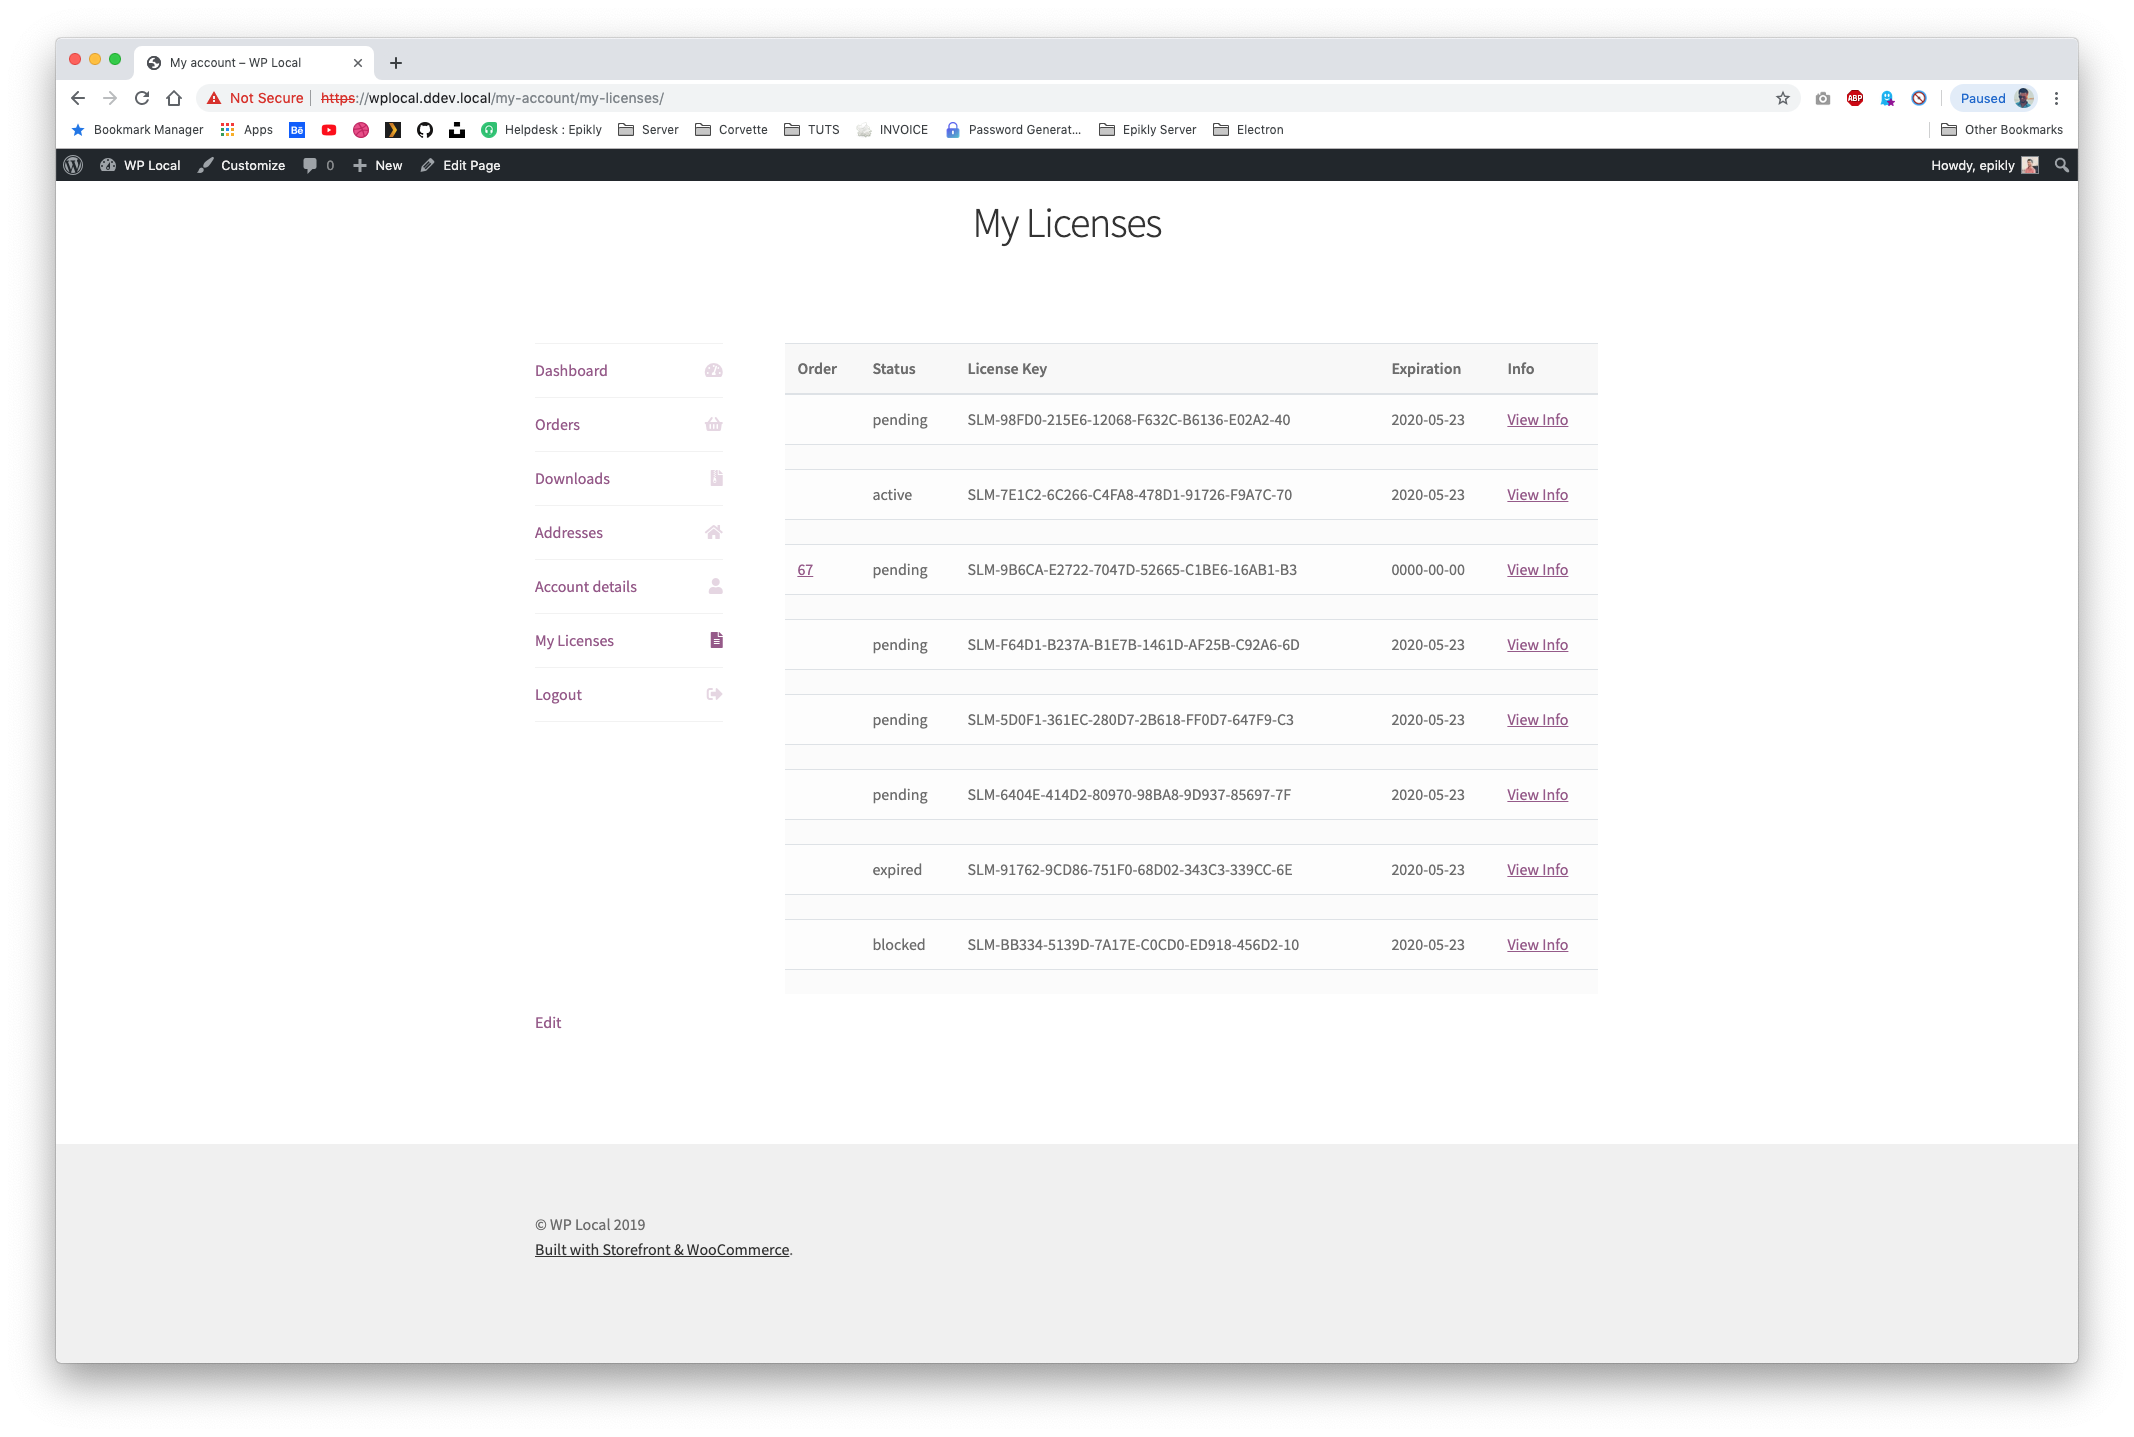 My account – WP Local
Not Secure https://wplocal.ddev.local/my-account/my-licenses/ ABP Paused
Bookmark Manager Apps Bē Helpdesk : Epikly Server Corvette TUTS INVOICE Password Generat... Epikly Server Electron Other Bookmarks
WP Local Customize 0 New Edit Page Howdy, epikly
My Licenses
Dashboard
Orders
Downloads
Addresses
Account details
My Licenses
Logout
Order Status License Key Expiration Info
pending SLM-98FD0-215E6-12068-F632C-B6136-E02A2-40 2020-05-23 View Info
active SLM-7E1C2-6C266-C4FA8-478D1-91726-F9A7C-70 2020-05-23 View Info
67 pending SLM-9B6CA-E2722-7047D-52665-C1BE6-16AB1-B3 0000-00-00 View Info
pending SLM-F64D1-B237A-B1E7B-1461D-AF25B-C92A6-6D 2020-05-23 View Info
pending SLM-5D0F1-361EC-280D7-2B618-FF0D7-647F9-C3 2020-05-23 View Info
pending SLM-6404E-414D2-80970-98BA8-9D937-85697-7F 2020-05-23 View Info
expired SLM-91762-9CD86-751F0-68D02-343C3-339CC-6E 2020-05-23 View Info
blocked SLM-BB334-5139D-7A17E-C0CD0-ED918-456D2-10 2020-05-23 View Info
Edit
© WP Local 2019
Built with Storefront & WooCommerce.